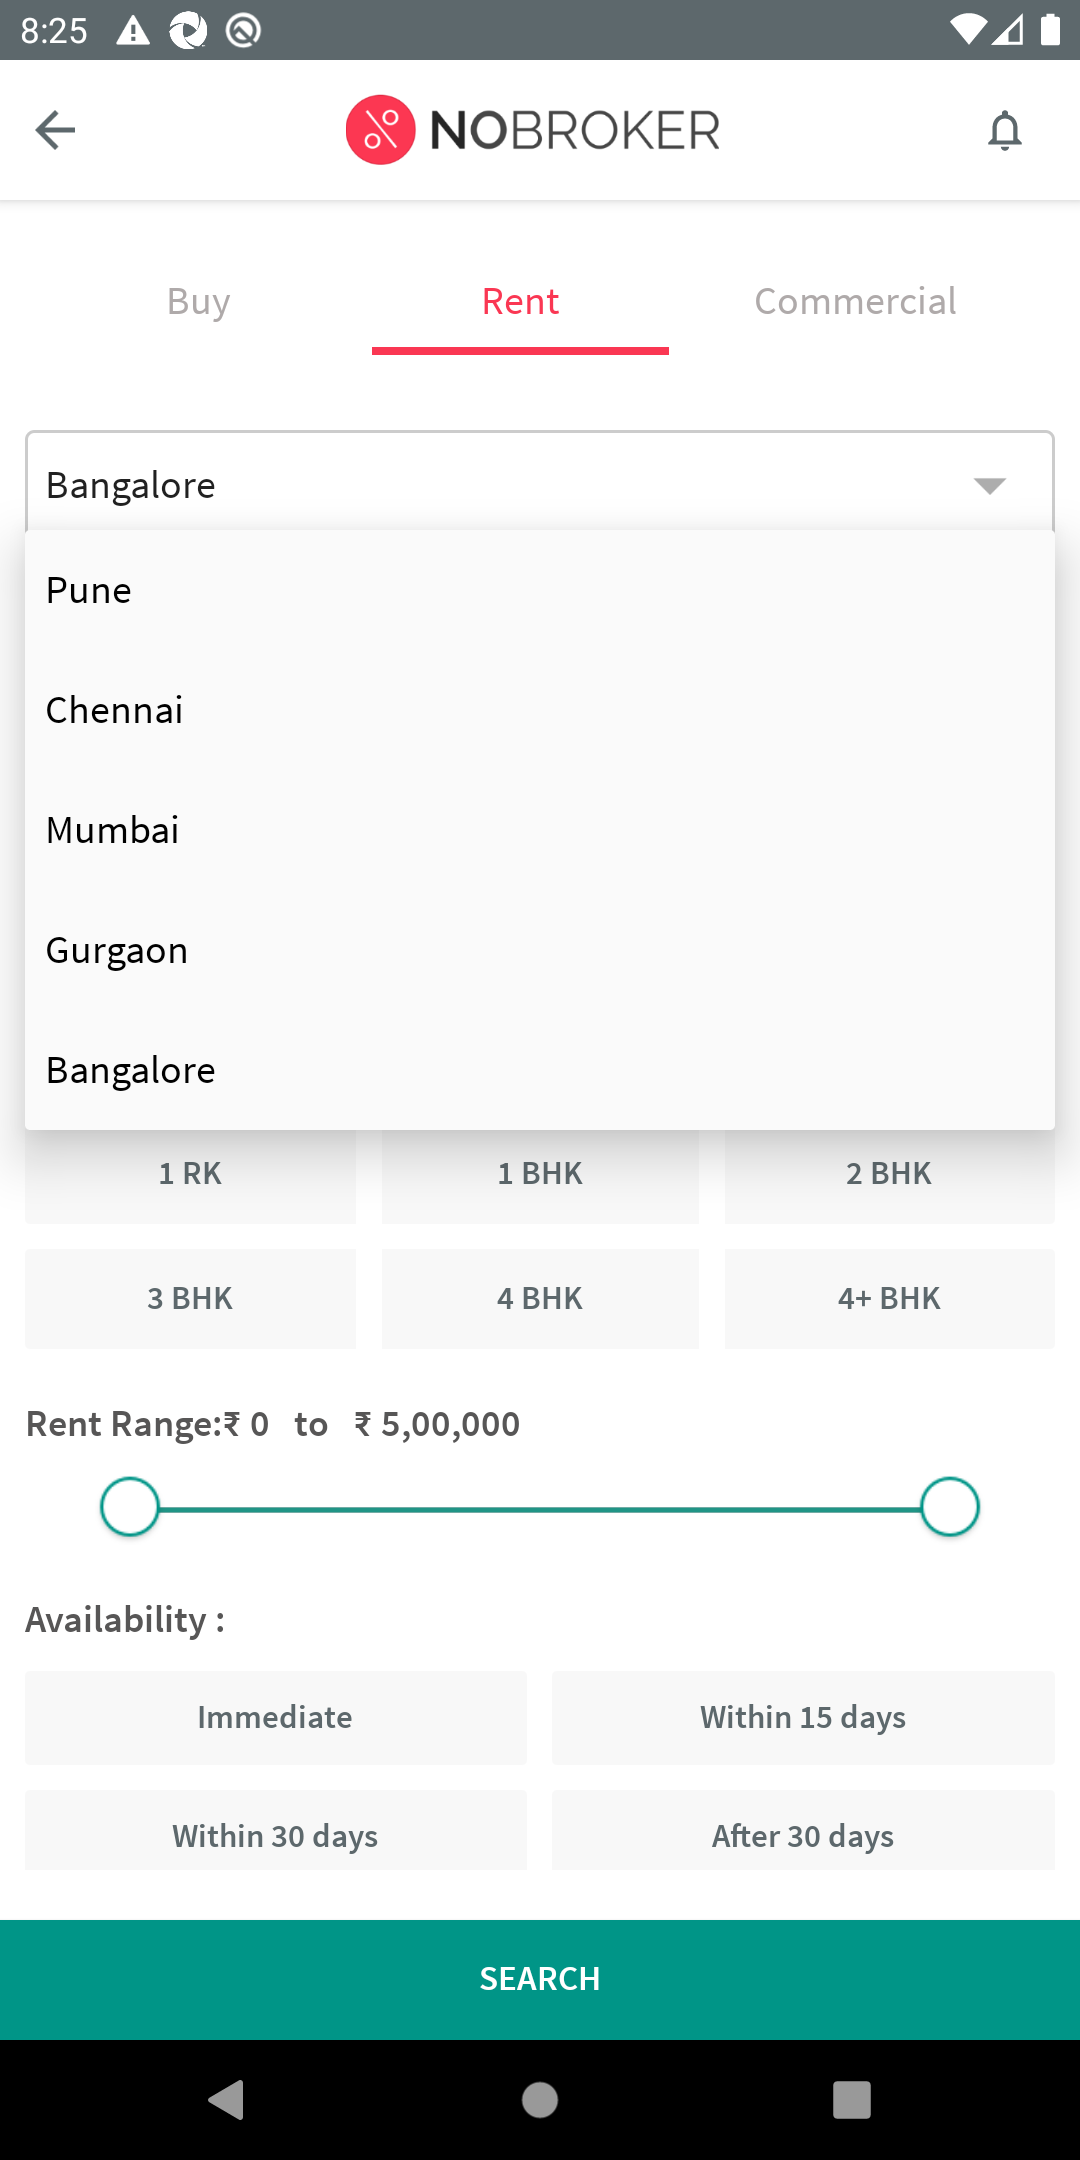 8:25
NOBROKER
Buy Rent Commercial
Bangalore
Pune
Chennai
Mumbai
Gurgaon
Bangalore
1 RK 1 BHK 2 BHK
3 BHK 4 BHK 4+ BHK
Rent Range:₹ 0 to ₹ 5,00,000
Availability :
Immediate Within 15 days
Within 30 days After 30 days
SEARCH